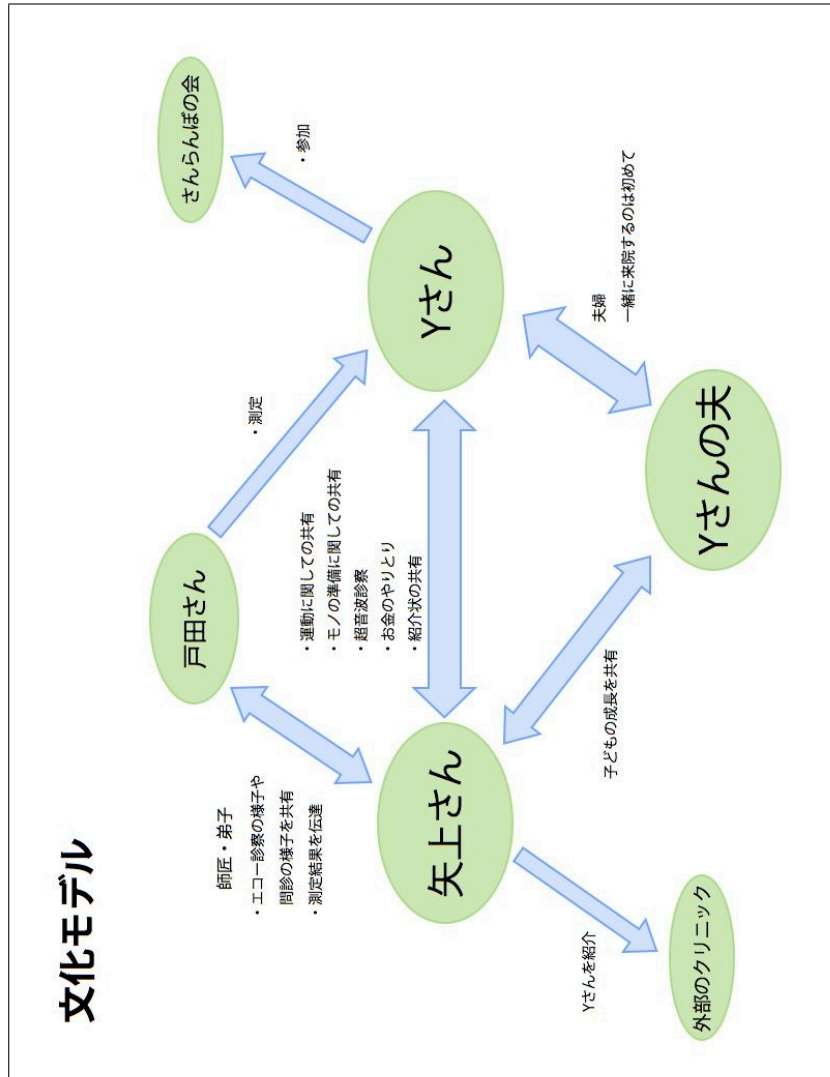 文化モデル
師匠・弟子
・エコー診察の様子や
問診の様子を共有
・測定結果を伝達
戸田さん
・測定
さんらんぼの会
・参加
・運動に関しての共有
・モノの準備に関しての共有
・超音波診察
・お金のやりとり
・紹介状の共有
矢上さん
Yさん
Yさんを紹介
子どもの成長を共有
夫婦
一緒に来院するのは初めて
外部のクリニック
Yさんの夫